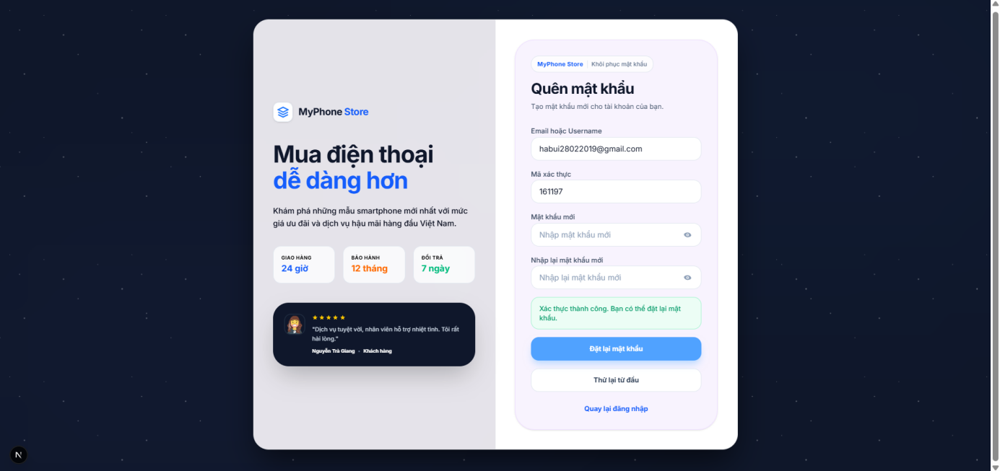 MyPhone Store
Mua điện thoại
dễ dàng hơn
Khám phá những mẫu smartphone mới nhất với mức
giá ưu đãi và dịch vụ hậu mãi hàng đầu Việt Nam.
GIAO HÀNG
24 giờ
BẢO HÀNH
12 tháng
ĐỔI TRẢ
7 ngày
★★★★★
"Dịch vụ tuyệt vời, nhân viên hỗ trợ nhiệt tình. Tôi rất
hài lòng."
Nguyễn Trà Giang • Khách hàng
MyPhone Store | Khôi phục mật khẩu
Quên mật khẩu
Tạo mật khẩu mới cho tài khoản của bạn.
Email hoặc Username
habui28022019@gmail.com
Mã xác thực
161197
Mật khẩu mới
Nhập mật khẩu mới
Nhập lại mật khẩu mới
Nhập lại mật khẩu mới
Xác thực thành công. Bạn có thể đặt lại mật
khẩu.
Đặt lại mật khẩu
Thử lại từ đầu
Quay lại đăng nhập
N